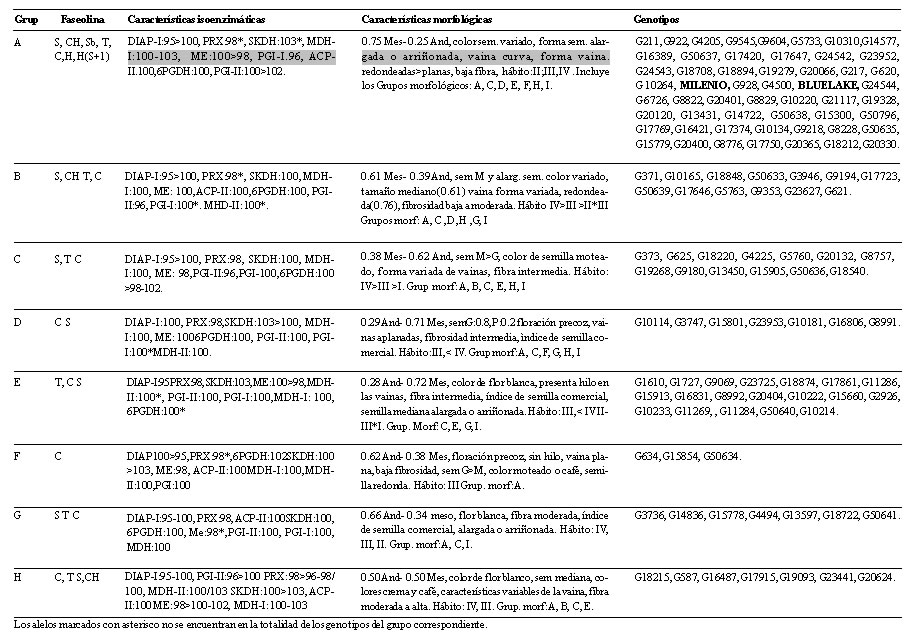 Grup Faseolina Características isoenzimáticas Características morfológicas Genotipos
A S, CH, Sb, T, C,H, H(S+1)
DIAP-I:95>100, PRX:98*, SKDH:103*, MDH-
I:100-103, ME:100>98, PGI-I.96, ACP-
II.100,6PGDH:100, PGI-II:100>102.
0.75 Mes- 0.25 And, color sem. variado, forma sem. alar-
gada o arriñonada, vaina curva, forma vaina.
redondeadas>planas, baja fibra, hábito:II;III,IV . Incluye
los Grupos morfológicos: A, C, D, E, F, H, I.
G211, G922, G4205, G9545,G9604, G5733, G10310,G14577,
G16389, G50637, G17420, G17647, G24542, G23952,
G24543, G18708, G18894, G19279, G20066, G217, G620,
G10264, MILENIO, G928, G4500, BLUELAKE, G24544,
G6726, G8822, G20401, G8829, G10220, G21117, G19328,
G20120, G13431, G14722, G50638, G15300, G50796,
G17769, G16421, G17374, G10134, G9218, G8228, G50635,
G15779, G20400, G8776, G17750, G20365, G18212, G20330.
B S, CH T, C
DIAP-I:95>100, PRX:98*, SKDH:100, MDH-
I:100, ME: 100,ACP-II:100,6PGDH:100, PGI-
II:96, PGI-I:100*. MHD-II:100*.
0.61 Mes- 0.39And, sem M y alarg. sem. color variado,
tamaño mediano(0.61) vaina forma variada, redondea-
da(0.76), fibrosidad baja a moderada. Hábito IV>III >II*III
Grupos morf: A, C ,D ,H ,G, I
G371, G10165, G18848, G50633, G3946, G9194, G17723,
G50639, G17646, G5763, G9353, G23627, G621.
C S, T C
DIAP-I:95>100, PRX:98, SKDH:100, MDH-
I:100, ME: 98,PGI-II:96, PGI-100,6PGDH:100
>98-102.
0.38 Mes- 0.62 And, sem M>G, color de semilla motea-
do, forma variada de vainas, fibra intermedia. Hábito:
IV>III >I. Grup morf: A, B, C, E, H, I
G373, G625, G18220, G4225, G5760, G20132, G8757,
G19268, G9180, G13450, G15905, G50636, G18540.
D C S
DIAP-I:100, PRX:98,SKDH:103>100, MDH-
I:100, ME: 1006PGDH:100, PGI-II:100, PGI-
I:100*MDH-II:100.
0.29And- 0.71 Mes, semG:0.8,P:0.2 floración precoz, vai-
nas aplanadas, fibrosidad intermedia, índice de semilla co-
mercial. Hábito:III,< IV. Grup morf: A, C, F, G, H, I
G10114, G3747, G15801, G23953, G10181, G16806, G8991.
E T, C S
DIAP-I95PRX:98,SKDH:103,ME:100>98,MDH-
II:100*, PGI-II:100, PGI-I:100,MDH-I: 100,
6PGDH:100*
0.28 And- 0.72 Mes, color de flor blanca, presenta hilo en
las vainas, fibra intermedia, índice de semilla comercial,
semilla mediana alargada o arriñonada. Hábito: III,< IVII-
III*I. Grup. Morf: C, E, G, I.
G1610, G1727, G9069, G23725, G18874, G17861, G11286,
G15913, G16831, G8992, G20404, G10222, G15660, G2926,
G10233, G11269, , G11284, G50640, G10214.
F C
DIAP100>95,PRX:98*,6PGDH:102SKDH:100
>103, ME:98, ACP-II:100MDH-I:100,MDH-
II:100,PGI:100
0.62And- 0.38 Mes, floración precoz, sin hilo, vaina pla-
na, baja fibrosidad, sem G>M, color moteado o café, semi-
lla redonda. Hábito: III Grup. morf:A.
G634, G15854, G50634.
G S T C
DIAP-I:95-100, PRX:98, ACP-II:100SKDH:100,
6PGDH:100, Me:98*,PGI-II:100, PGI-I:100,
MDH:100
0.66 And- 0.34 meso, flor blanca, fibra moderada, índice
de semilla comercial, alargada o arriñonada. Hábito: IV,
III, II. Grup. morf:A, C, I.
G3736, G14836, G15778, G4494, G13597, G18722, G50641.
H C, T S,CH
DIAP-I:95-100, PGI-II:96>100 PRX:98>96-98/
100, MDH-II:100/103 SKDH:100>103, ACP-
II:100 ME:98>100-102, MDH-I:100-103
0.50And- 0.50 Mes, color de flor blanco, sem mediana, co-
lores crema y café, características variables de la vaina, fibra
moderada a alta. Hábito: IV, III. Grup. morf:A, B, C, E.
G18215, G587, G16487, G17915, G19093, G23441, G20624.
Los alelos marcados con asterisco no se encuentran en la totalidad de los genotipos del grupo correspondiente.